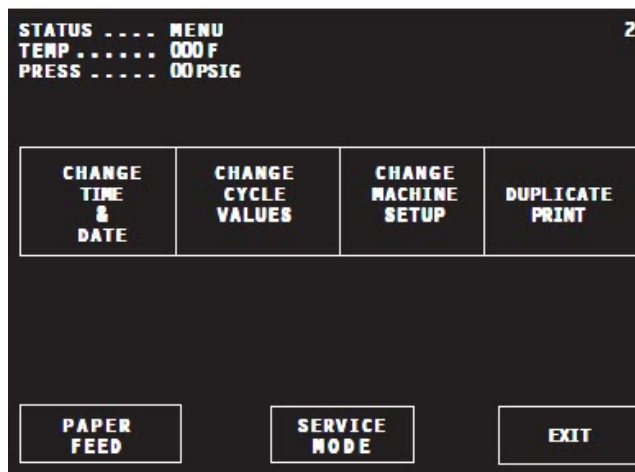 STATUS .... MENU 2
TEMP ...... 000 F
PRESS ..... 00 PSIG
CHANGE
TIME
&
DATE
CHANGE
CYCLE
VALUES
CHANGE
MACHINE
SETUP
DUPLICATE
PRINT
PAPER
FEED
SERVICE
MODE
EXIT